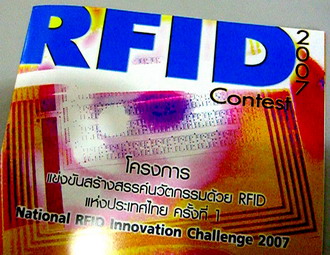 RFID
2007
Contest
โครงการ
แข่งขันสร้างสรรค์นวัตกรรมด้วย RFID
แห่งประเทศไทย ครั้งที่ 1
National RFID Innovation Challenge 2007